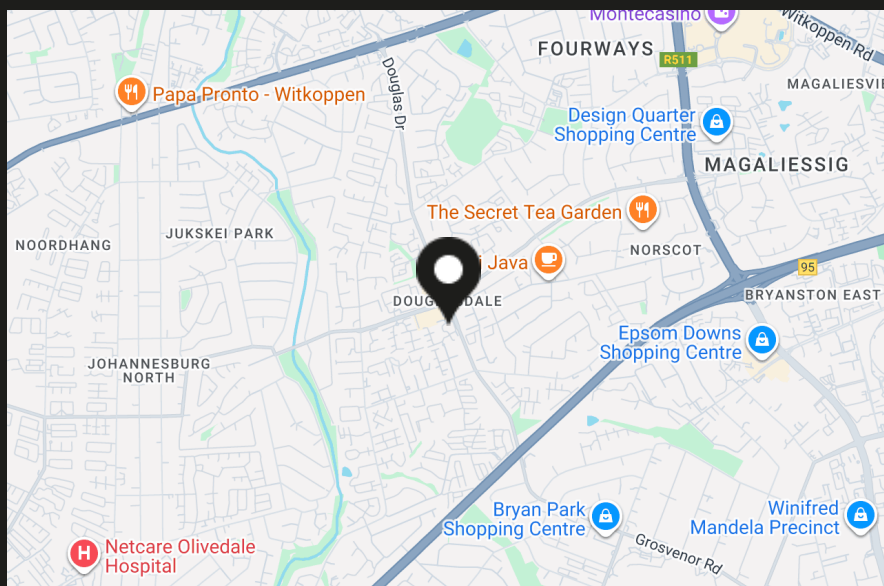 Montecasino
Witkoppen Rd
FOURWAYS
R511
Douglas Dr
Papa Pronto - Witkoppen
MAGALIESVIE
Design Quarter
Shopping Centre
MAGALIESSIG
The Secret Tea Garden
JUKSKEI PARK
NOORDHANG
NORSCOT
Java
95
BRYANSTON EAST
Epsom Downs
Shopping Centre
JOHANNESBURG
NORTH
Bryan Park
Shopping Centre
Winifred
Mandela Precinct
Grosvenor Rd
H
Netcare Olivedale
Hospital